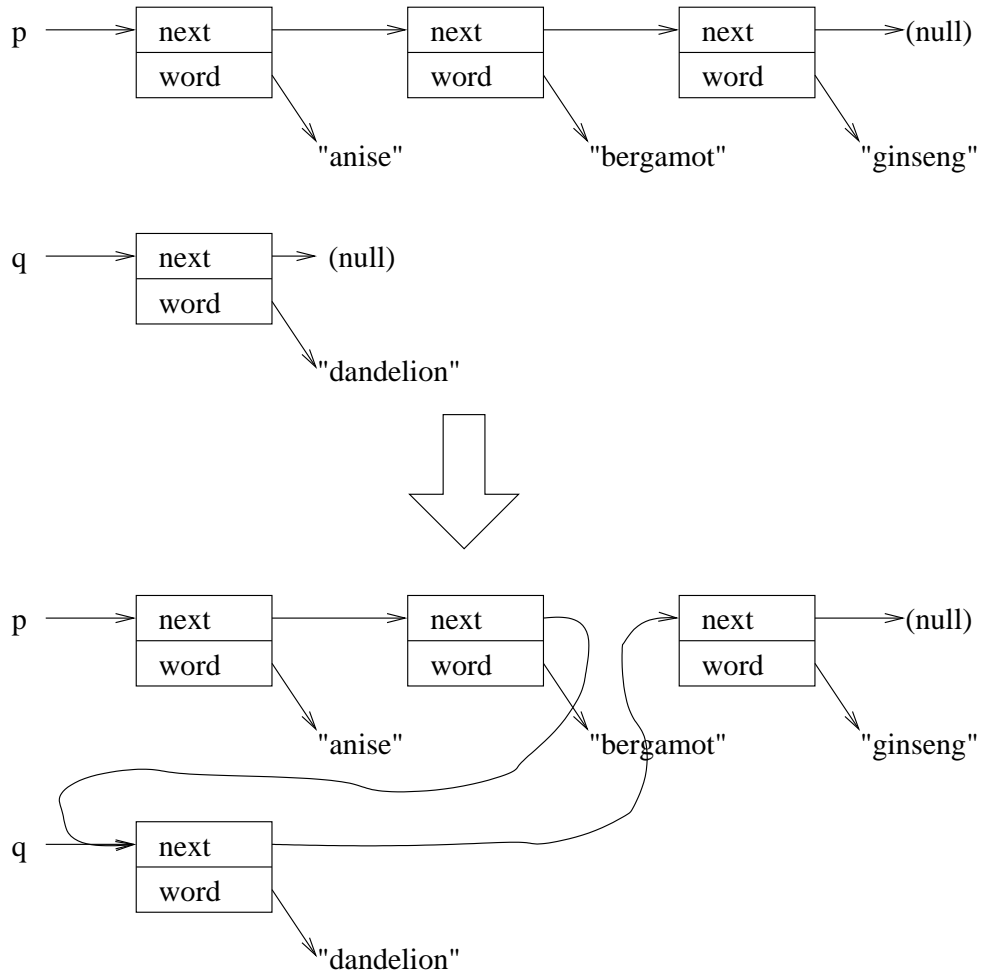 p next next next (null)
word word word
"anise" "bergamot" "ginseng"
q next (null)
word
"dandelion"
p next next next (null)
word word word
"anise" "bergamot" "ginseng"
q next
word
"dandelion"